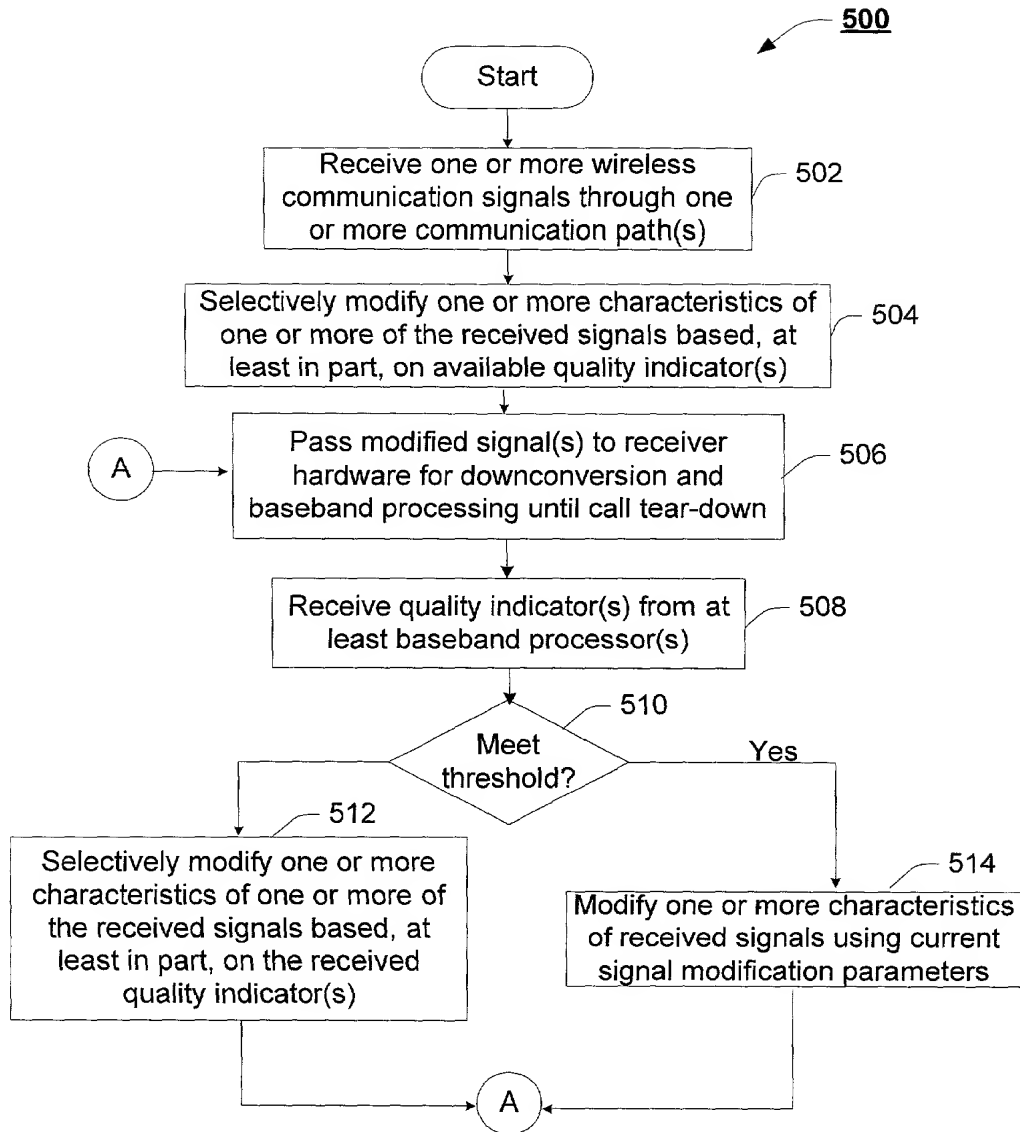 500
Start
Receive one or more wireless
communication signals through one
or more communication path(s)
502
Selectively modify one or more characteristics of
one or more of the received signals based, at
least in part, on available quality indicator(s)
504
A
Pass modified signal(s) to receiver
hardware for downconversion and
baseband processing until call tear-down
506
Receive quality indicator(s) from at
least baseband processor(s)
508
510
Meet
threshold?
Yes
512
Selectively modify one or more
characteristics of one or more of
the received signals based, at
least in part, on the received
quality indicator(s)
514
Modify one or more characteristics
of received signals using current
signal modification parameters
A